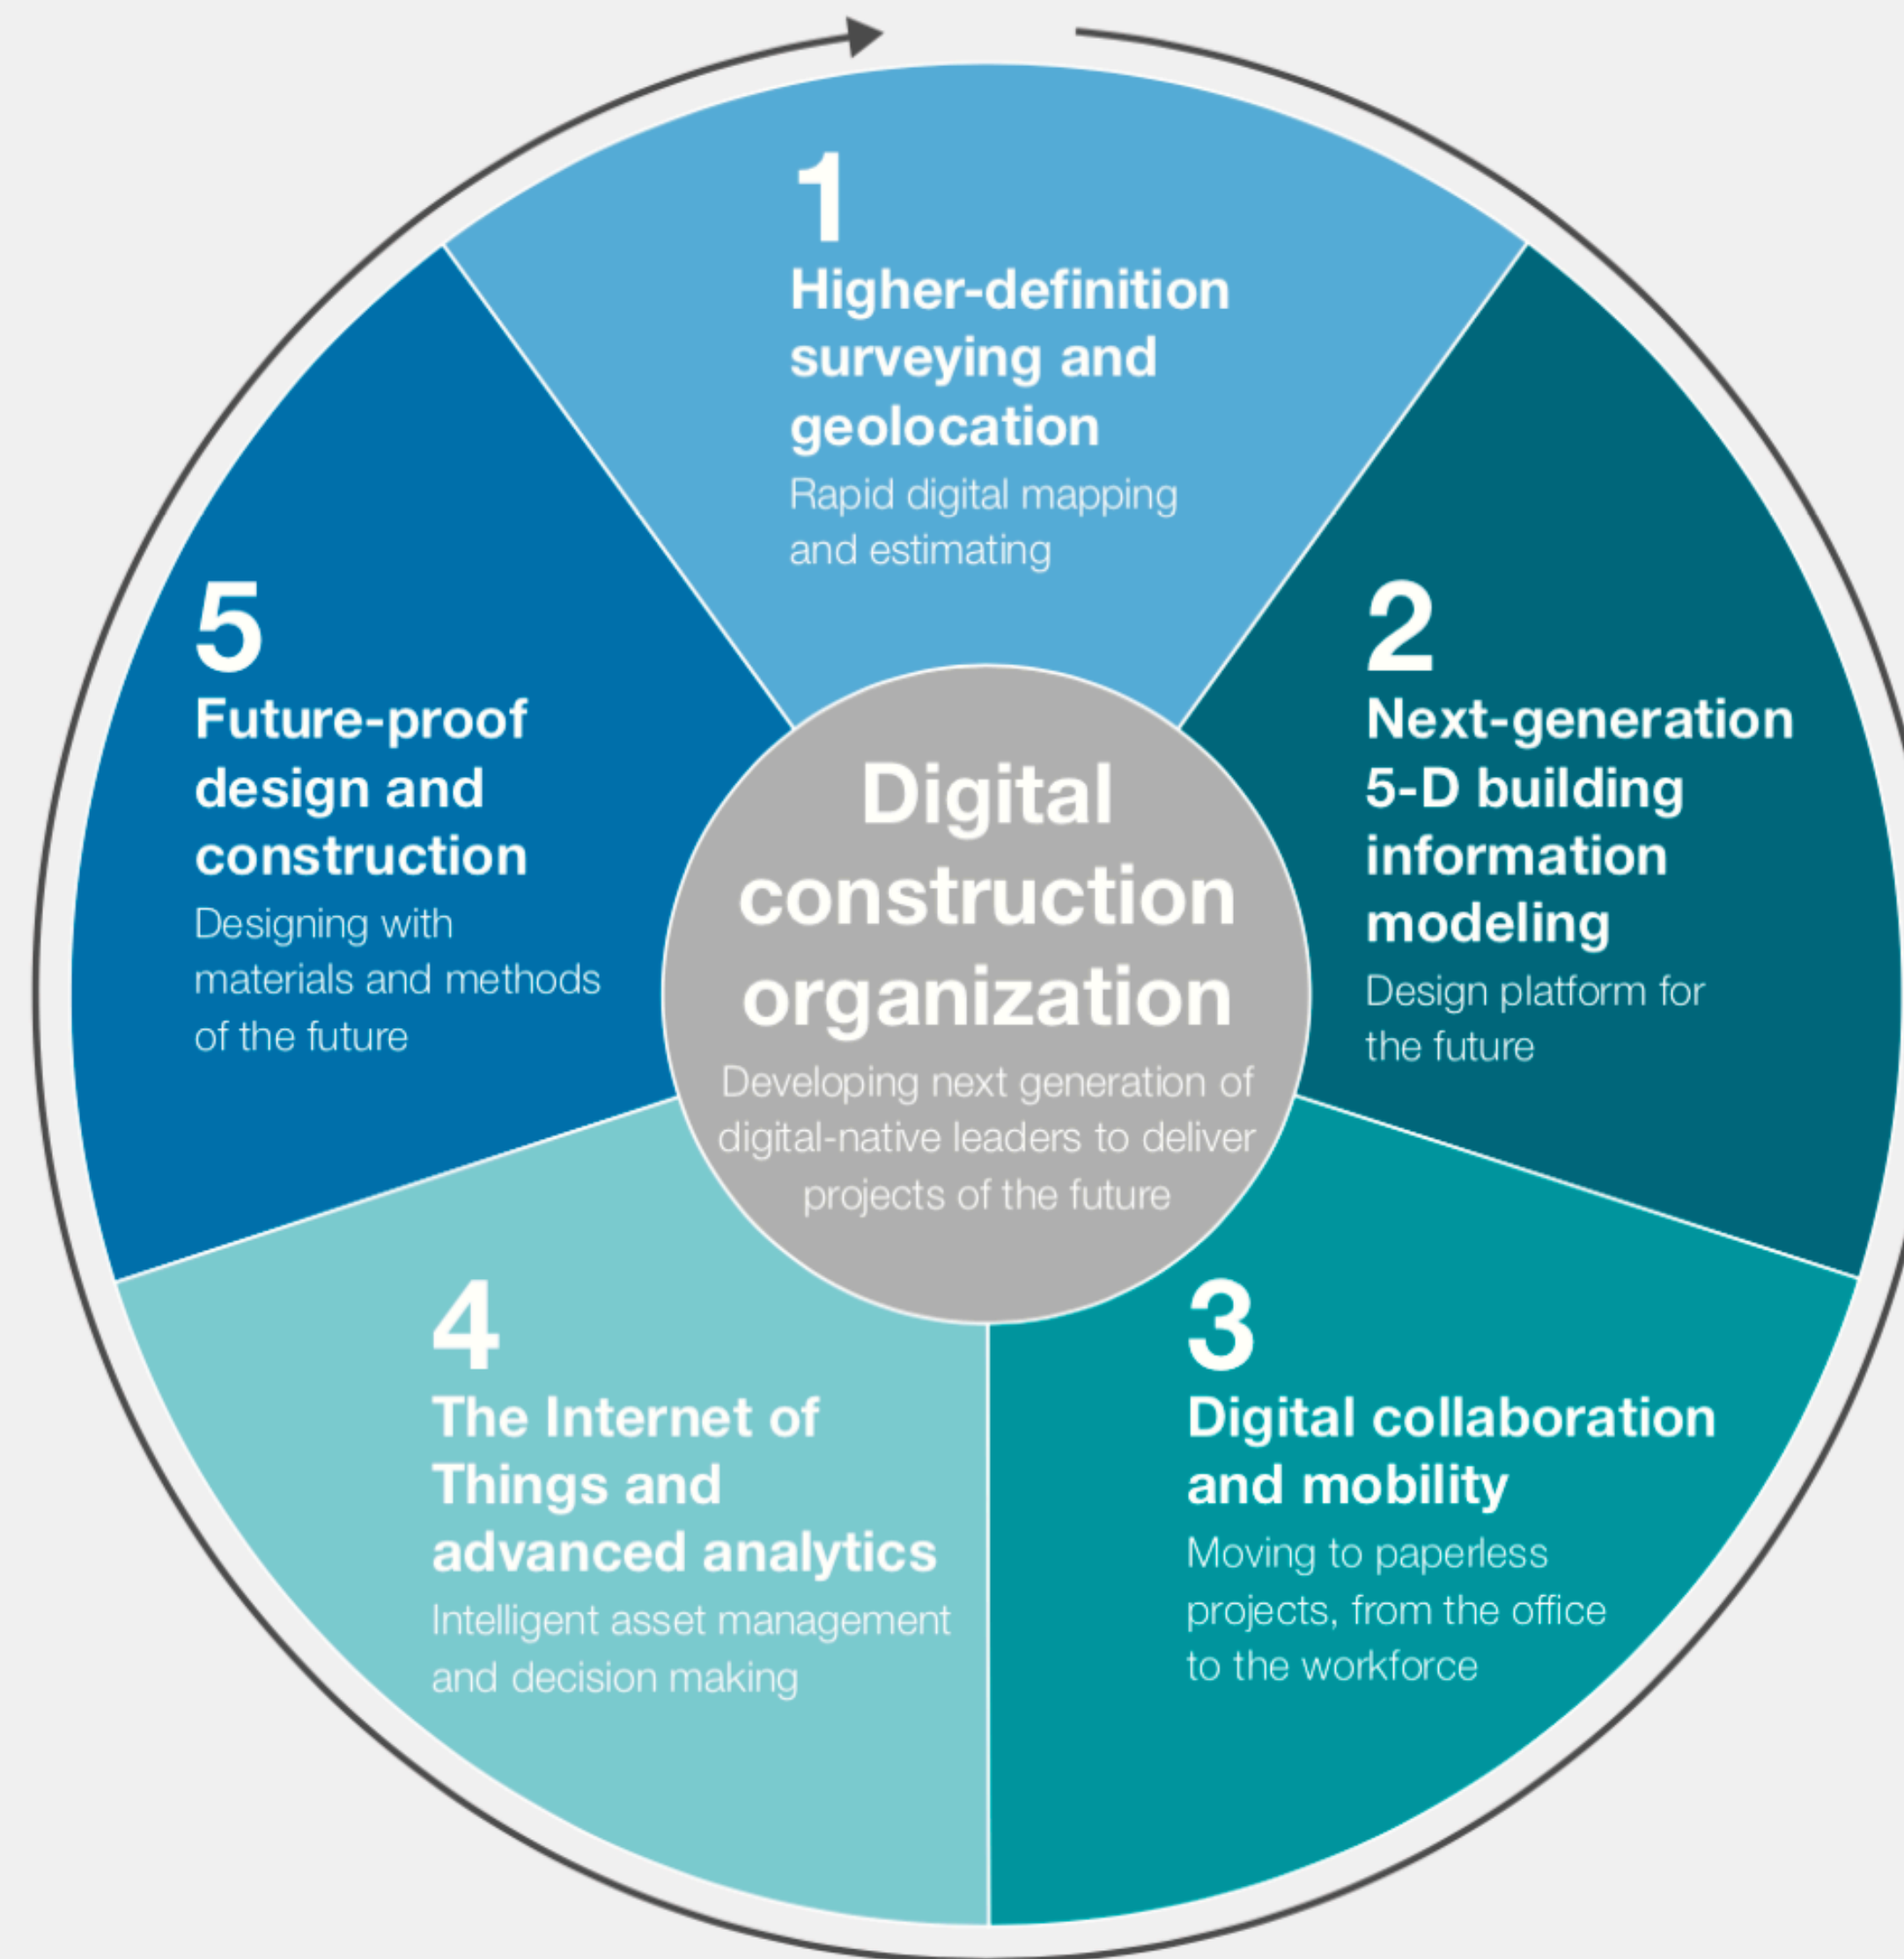 1
Higher-definition
surveying and
geolocation
Rapid digital mapping
and estimating
2
Next-generation
5-D building
information
modeling
Design platform for
the future
3
Digital collaboration
and mobility
Moving to paperless
projects, from the office
to the workforce
4
The Internet of
Things and
advanced analytics
Intelligent asset management
and decision making
5
Future-proof
design and
construction
Designing with
materials and methods
of the future
Digital
construction
organization
Developing next generation of
digital-native leaders to deliver
projects of the future